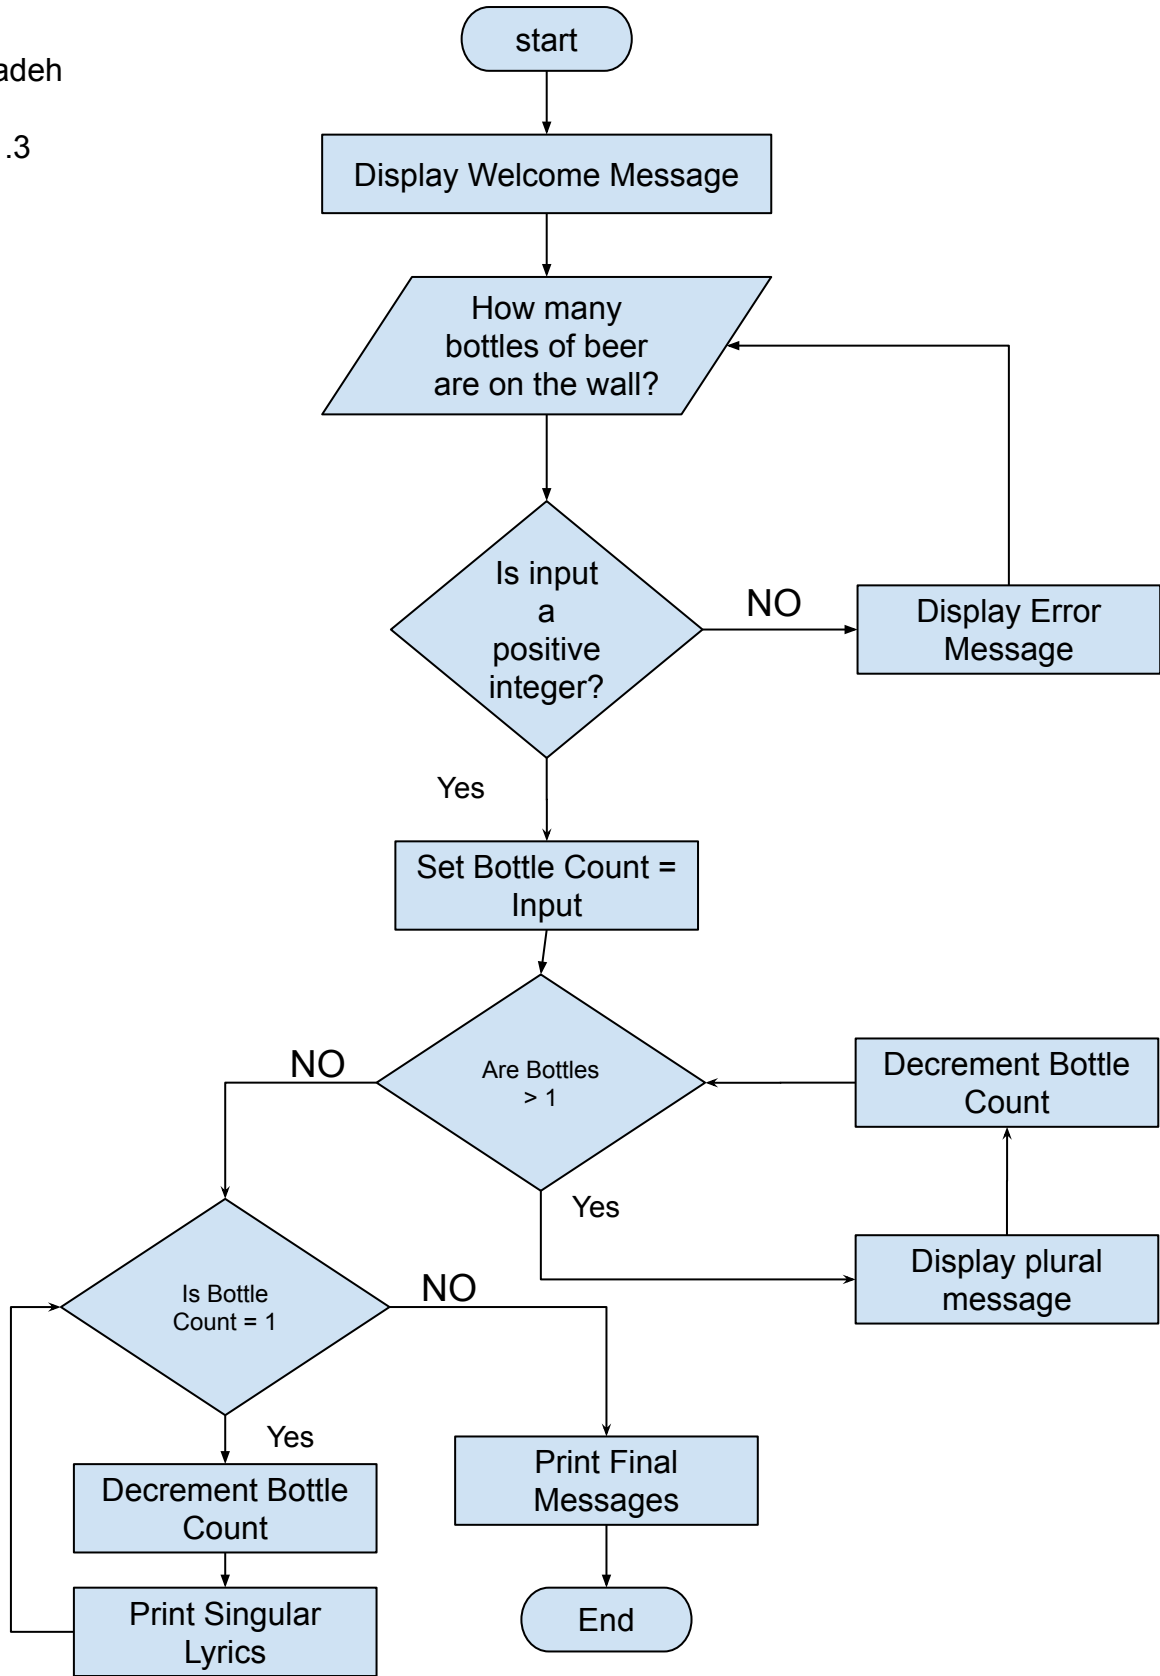 start
adeh
.3
Display Welcome Message
How many
bottles of beer
are on the wall?
Is input
a
positive
integer?
NO
Display Error
Message
Yes
Set Bottle Count =
Input
NO
Are Bottles
> 1
Decrement Bottle
Count
Yes
Display plural
message
Is Bottle
Count = 1
NO
Yes
Decrement Bottle
Count
Print Final
Messages
Print Singular
Lyrics
End